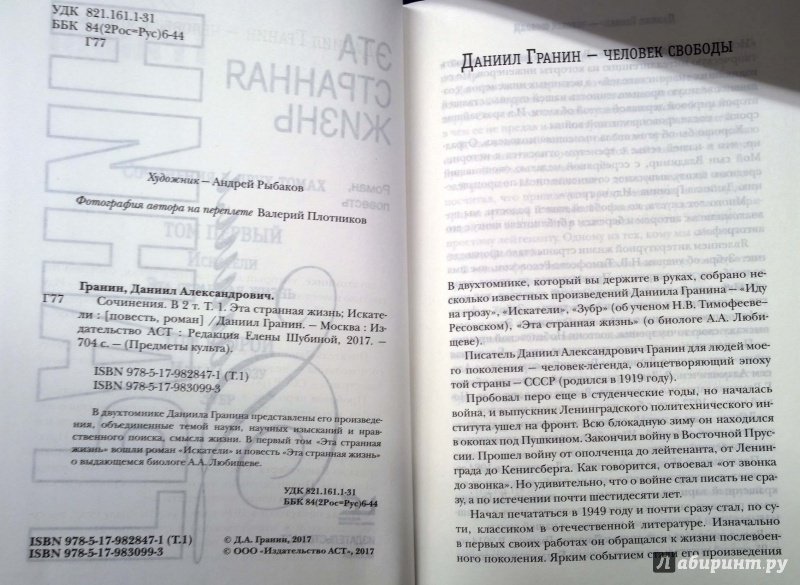 УДК 821.161.1-31
ББК 84(2Рос=Рус)6-44
Г77
ЭТА
СТРАННАЯ
ЖИЗНЬ
Художник – Андрей Рыбаков
Фотография автора на переплете Валерий Плотников
Гранин, Даниил Александрович.
Г77 Сочинения. В 2 т. Т. 1. Эта странная жизнь; Искате-
ли : [повесть, роман] /Даниил Гранин. – Москва : Из-
дательство АСТ : Редакция Елены Шубиной, 2017. –
704 с. – (Предметы культа).
ISBN 978-5-17-982847-1 (Т.1)
ISBN 978-5-17-983099-3
В двухтомнике Даниила Гранина представлены его произведе-
ния, объединенные темой науки, научных изысканий и нрав-
ственного поиска, смысла жизни. В первый том «Эта странная
жизнь» вошли роман «Искатели» и повесть «Эта странная жизнь»
о выдающемся биологе А.А. Любищеве.
УДК 821.161.1-31
ББК 84(2Рос=Рус)6-44
ISBN 978-5-17-982847-1 (Т.1)
ISBN 978-5-17-983099-3
© Д.А. Гранин, 2017
© ООО «Издательство АСТ», 2017
Даниил Гранин – человек свободы
В двухтомнике, который вы держите в руках, собрано не-
сколько известных произведений Даниила Гранина – «Иду
на грозу», «Искатели», «Зубр» (об ученом Н.В. Тимофееве-
Ресовском), «Эта странная жизнь» (о биологе А.А. Люби-
щеве).
Писатель Даниил Александрович Гранин для людей мое-
го поколения – человек-легенда, олицетворяющий эпоху
той страны – СССР (родился в 1919 году).
Пробовал перо еще в студенческие годы, но началась
война, и выпускник Ленинградского политехнического ин-
ститута ушел на фронт. Всю блокадную зиму он находился
в окопах под Пушкином. Закончил войну в Восточной Прус-
сии. Прошел войну от ополченца до лейтенанта, от Ленин-
града до Кенигсберга. Как говорится, отвоевал «от звонка
до звонка». Но удивительно, что о войне стал писать не сра-
зу, а по истечении почти шестидесяти лет.
Начал печататься в 1949 году и почти сразу стал, по су-
ти, классиком в отечественной литературе. Изначально
в первых своих работах он обращался к жизни послевоен-
ного поколения. Ярким событием стали его произведения
лабиринт.ру